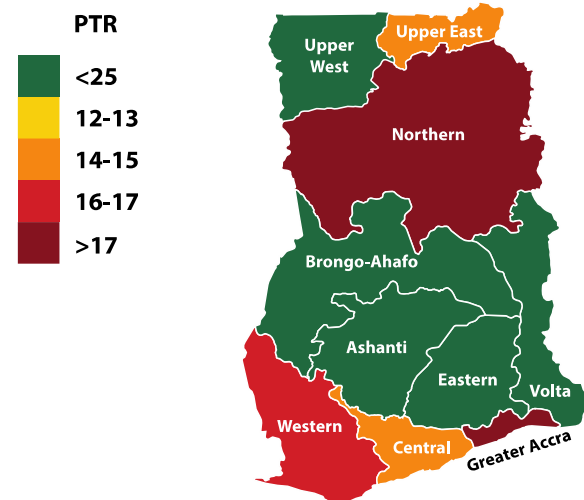 PTR
<25
12-13
14-15
16-17
>17
Upper East
Upper
West
Northern
Brongo-Ahafo
Ashanti
Eastern
Volta
Western
Central
Greater Accra